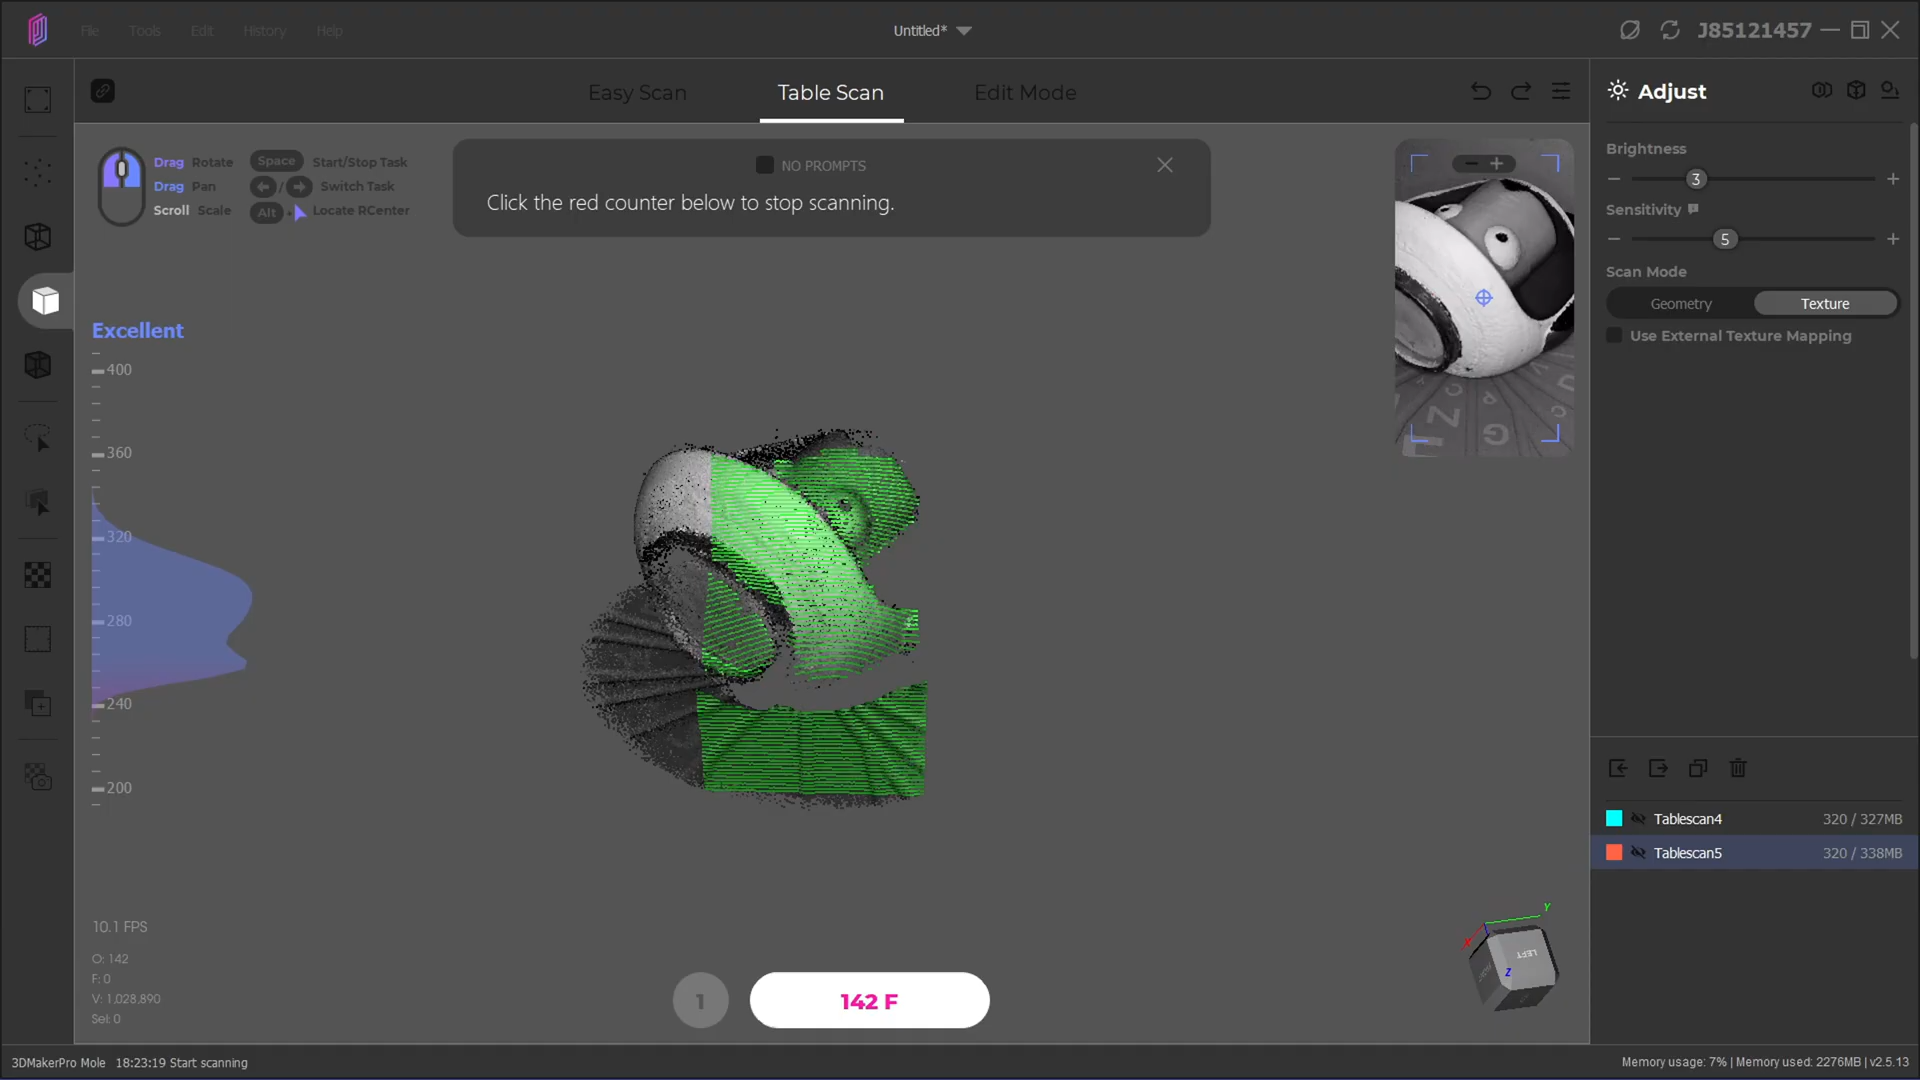 File Tools Edit History Help
Untitled*
J85121457
Easy Scan Table Scan Edit Mode
Adjust
Drag Rotate Space Start/Stop Task
Drag Pan / Switch Task
Scroll Scale Alt + Locate RCenter
NO PROMPTS
Click the red counter below to stop scanning.
Brightness
3
Sensitivity
5
Scan Mode
Geometry Texture
Use External Texture Mapping
Excellent
400
360
320
280
240
200
Z
G
Tablescan4 320 / 327MB
Tablescan5 320 / 338MB
10.1 FPS
O: 142
F: 0
V: 1,028,890
Sel: 0
1
142 F
Y
X
LEFT
Z
3DMakerPro Mole 18:23:19 Start scanning
Memory usage: 7% | Memory used: 2276MB | v2.5.13